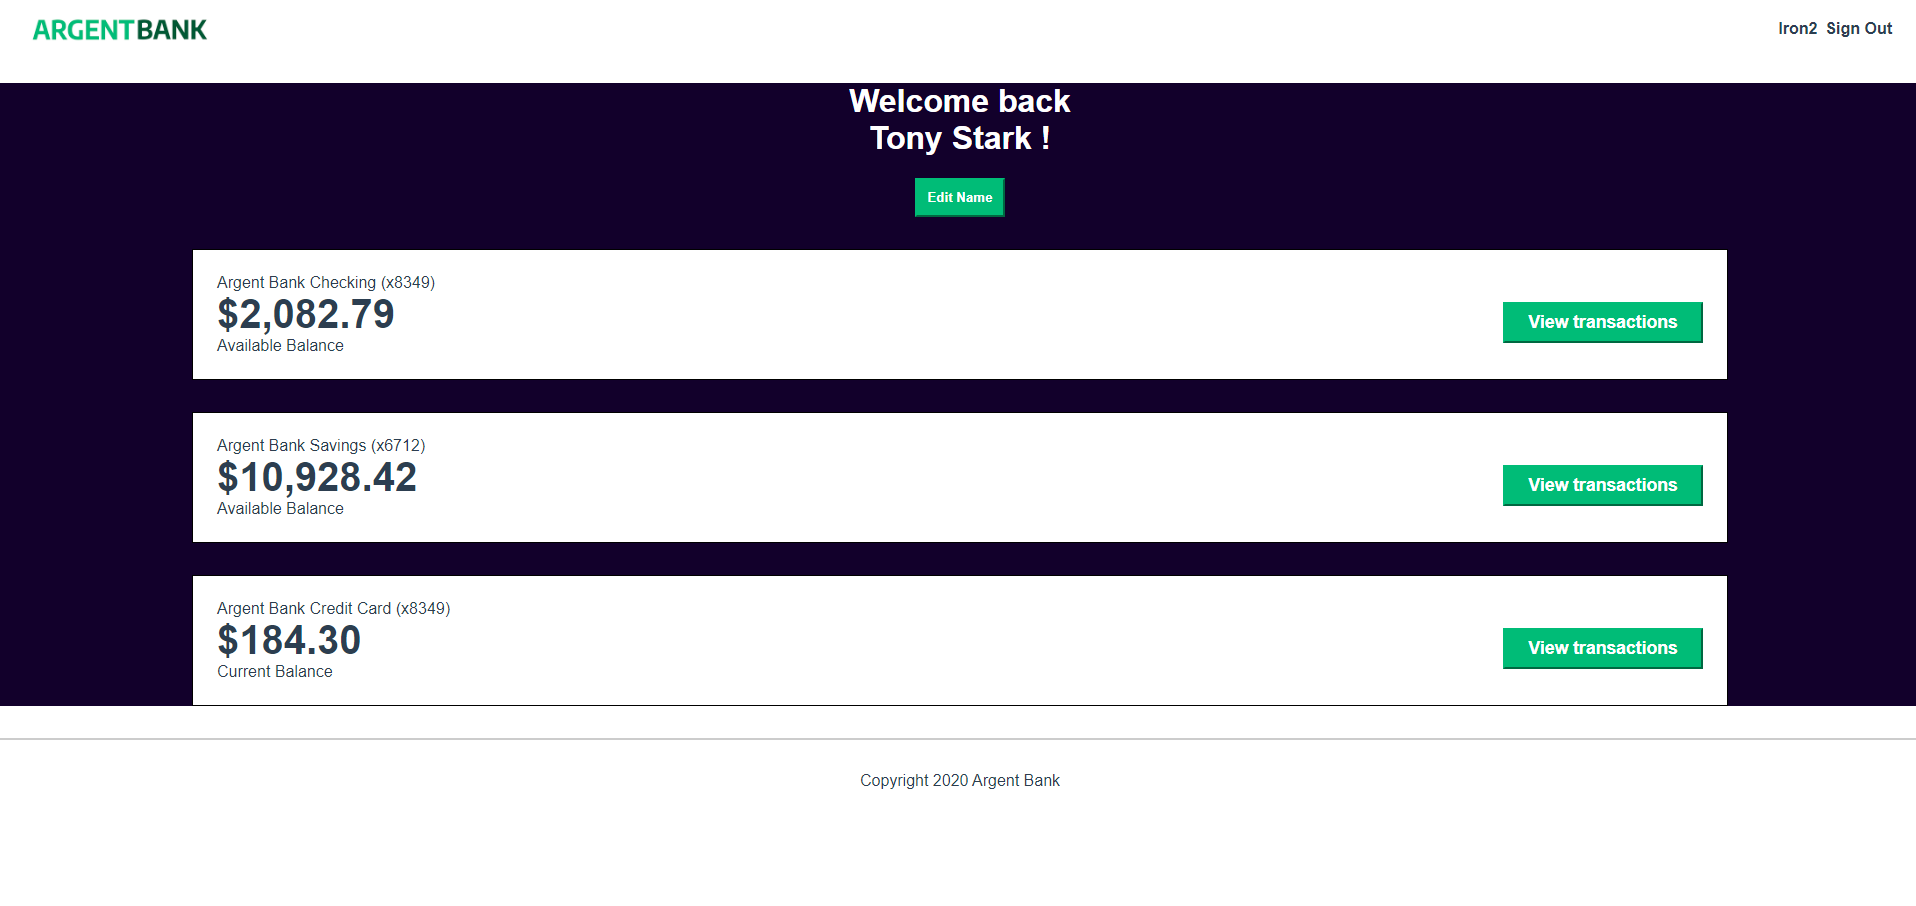 ARGENTBANK
Iron2 Sign Out
Welcome back
Tony Stark !
Edit Name
Argent Bank Checking (x8349)
$2,082.79
Available Balance
View transactions
Argent Bank Savings (x6712)
$10,928.42
Available Balance
View transactions
Argent Bank Credit Card (x8349)
$184.30
Current Balance
View transactions
Copyright 2020 Argent Bank